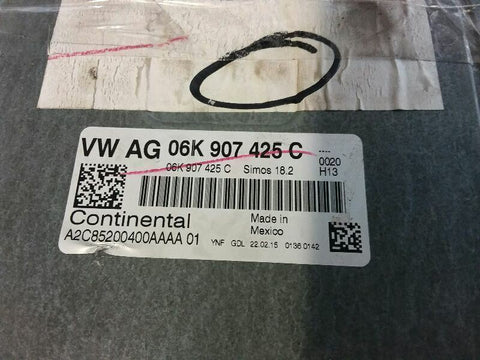 VW AG 06K 907 425 C ----
06K 907 425 C Simos 18.2 0020
H13
Continental Made in
Mexico
A2C85200400AAAA 01 YNF GDL 22.02.15 0136 0142